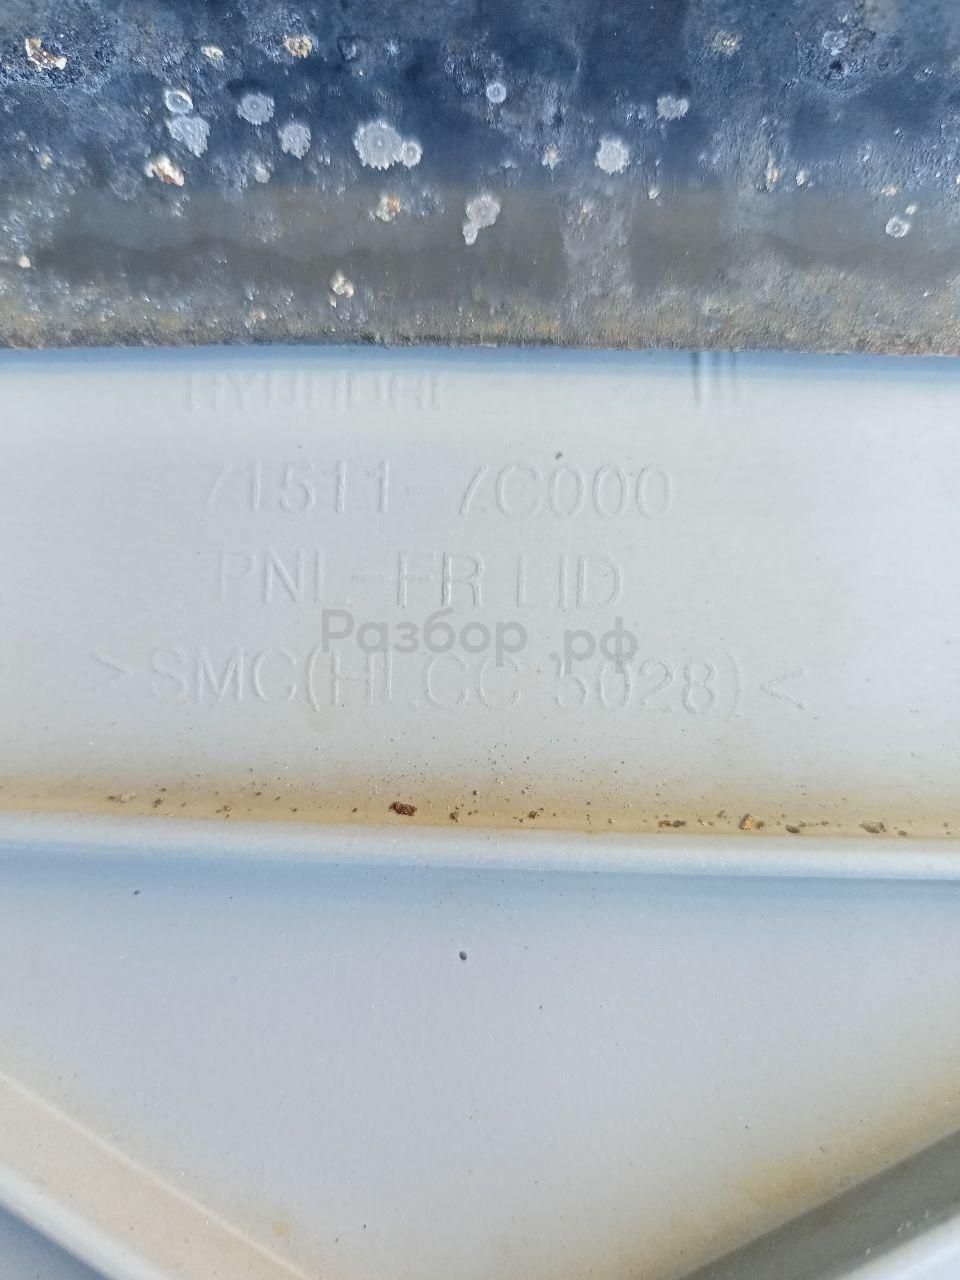 HYUNDAI
71511-7C000
PNL-FR LID
Разбор.рф
>SMC(HLCC 5028)<